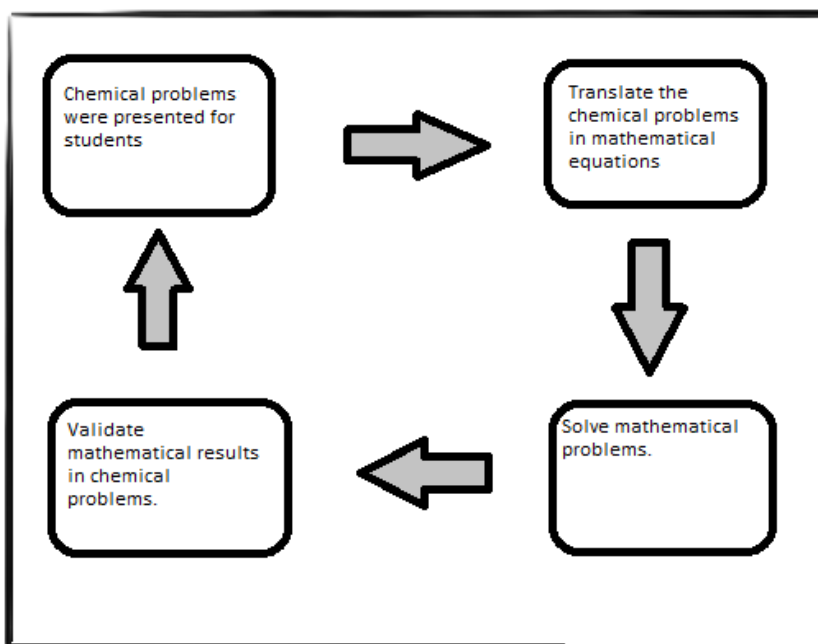 Chemical problems
were presented for
students
Translate the
chemical problems
in mathematical
equations
Solve mathematical
problems.
Validate
mathematical results
in chemical
problems.